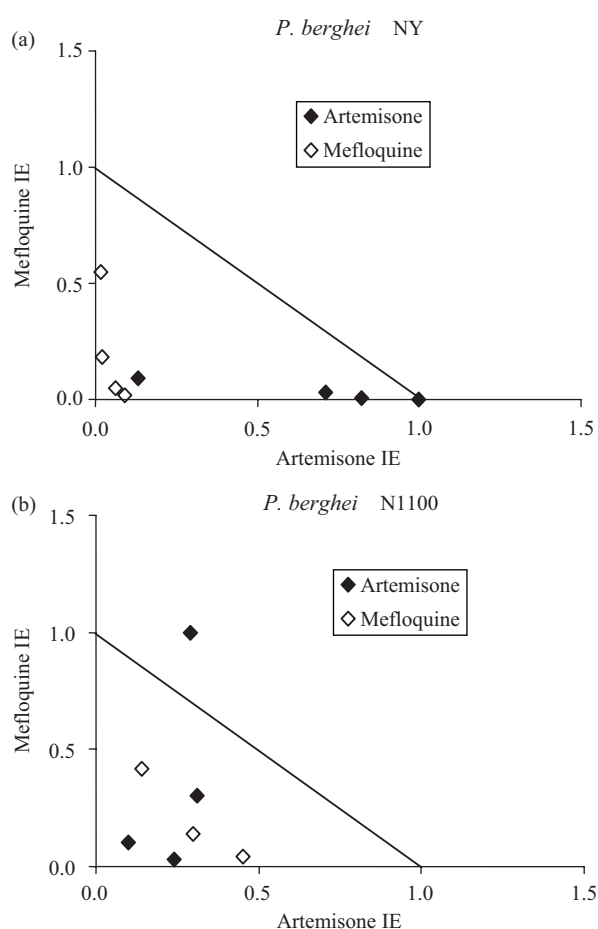 (a)
P. berghei NY
1.5
1.0
0.5
0.0
Mefloquine IE
Artemisone
Mefloquine
0.0 0.5 1.0 1.5
Artemisone IE
(b)
P. berghei N1100
1.5
1.0
0.5
0.0
Mefloquine IE
Artemisone
Mefloquine
0.0 0.5 1.0 1.5
Artemisone IE